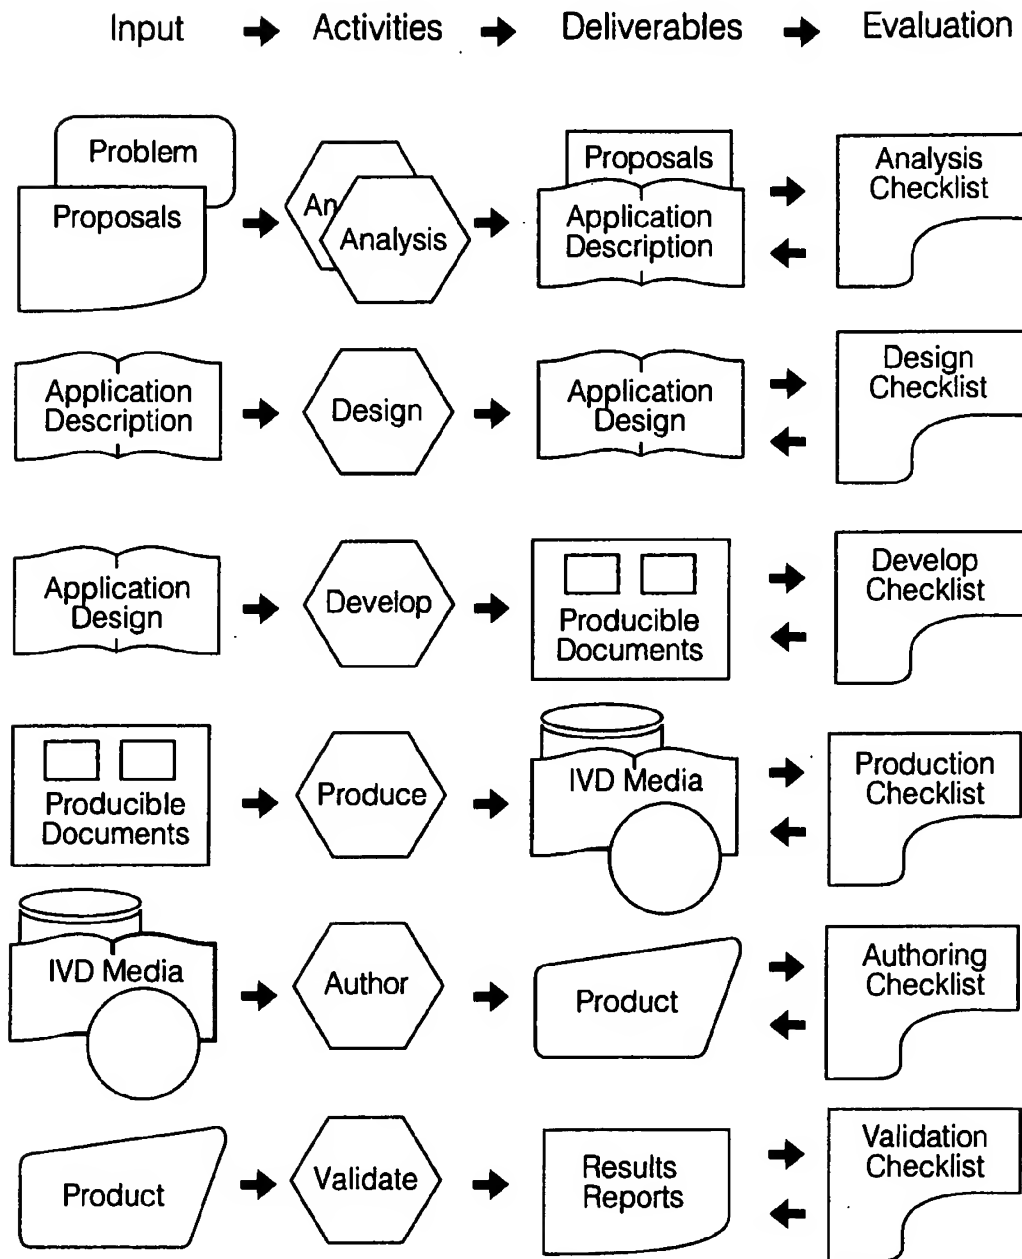 Input Activities Deliverables Evaluation
Problem
Proposals
An
Analysis
Proposals
Application
Description
Analysis
Checklist
Application
Description
Design
Application
Design
Design
Checklist
Application
Design
Develop
Producible
Documents
Develop
Checklist
Producible
Documents
Produce
IVD Media
Production
Checklist
IVD Media
Author
Product
Authoring
Checklist
Product
Validate
Results
Reports
Validation
Checklist